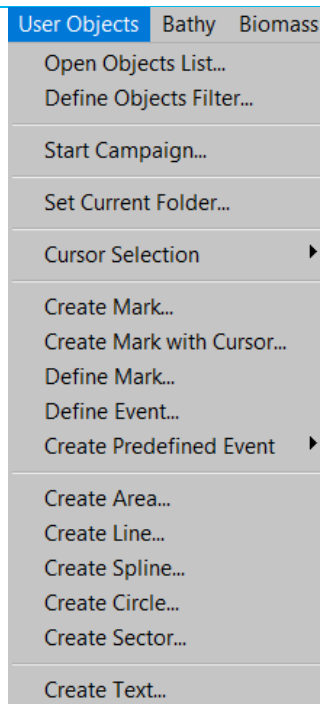 User Objects Bathy Biomass
Open Objects List...
Define Objects Filter...
Start Campaign...
Set Current Folder...
Cursor Selection
Create Mark...
Create Mark with Cursor...
Define Mark...
Define Event...
Create Predefined Event
Create Area...
Create Line...
Create Spline...
Create Circle...
Create Sector...
Create Text...